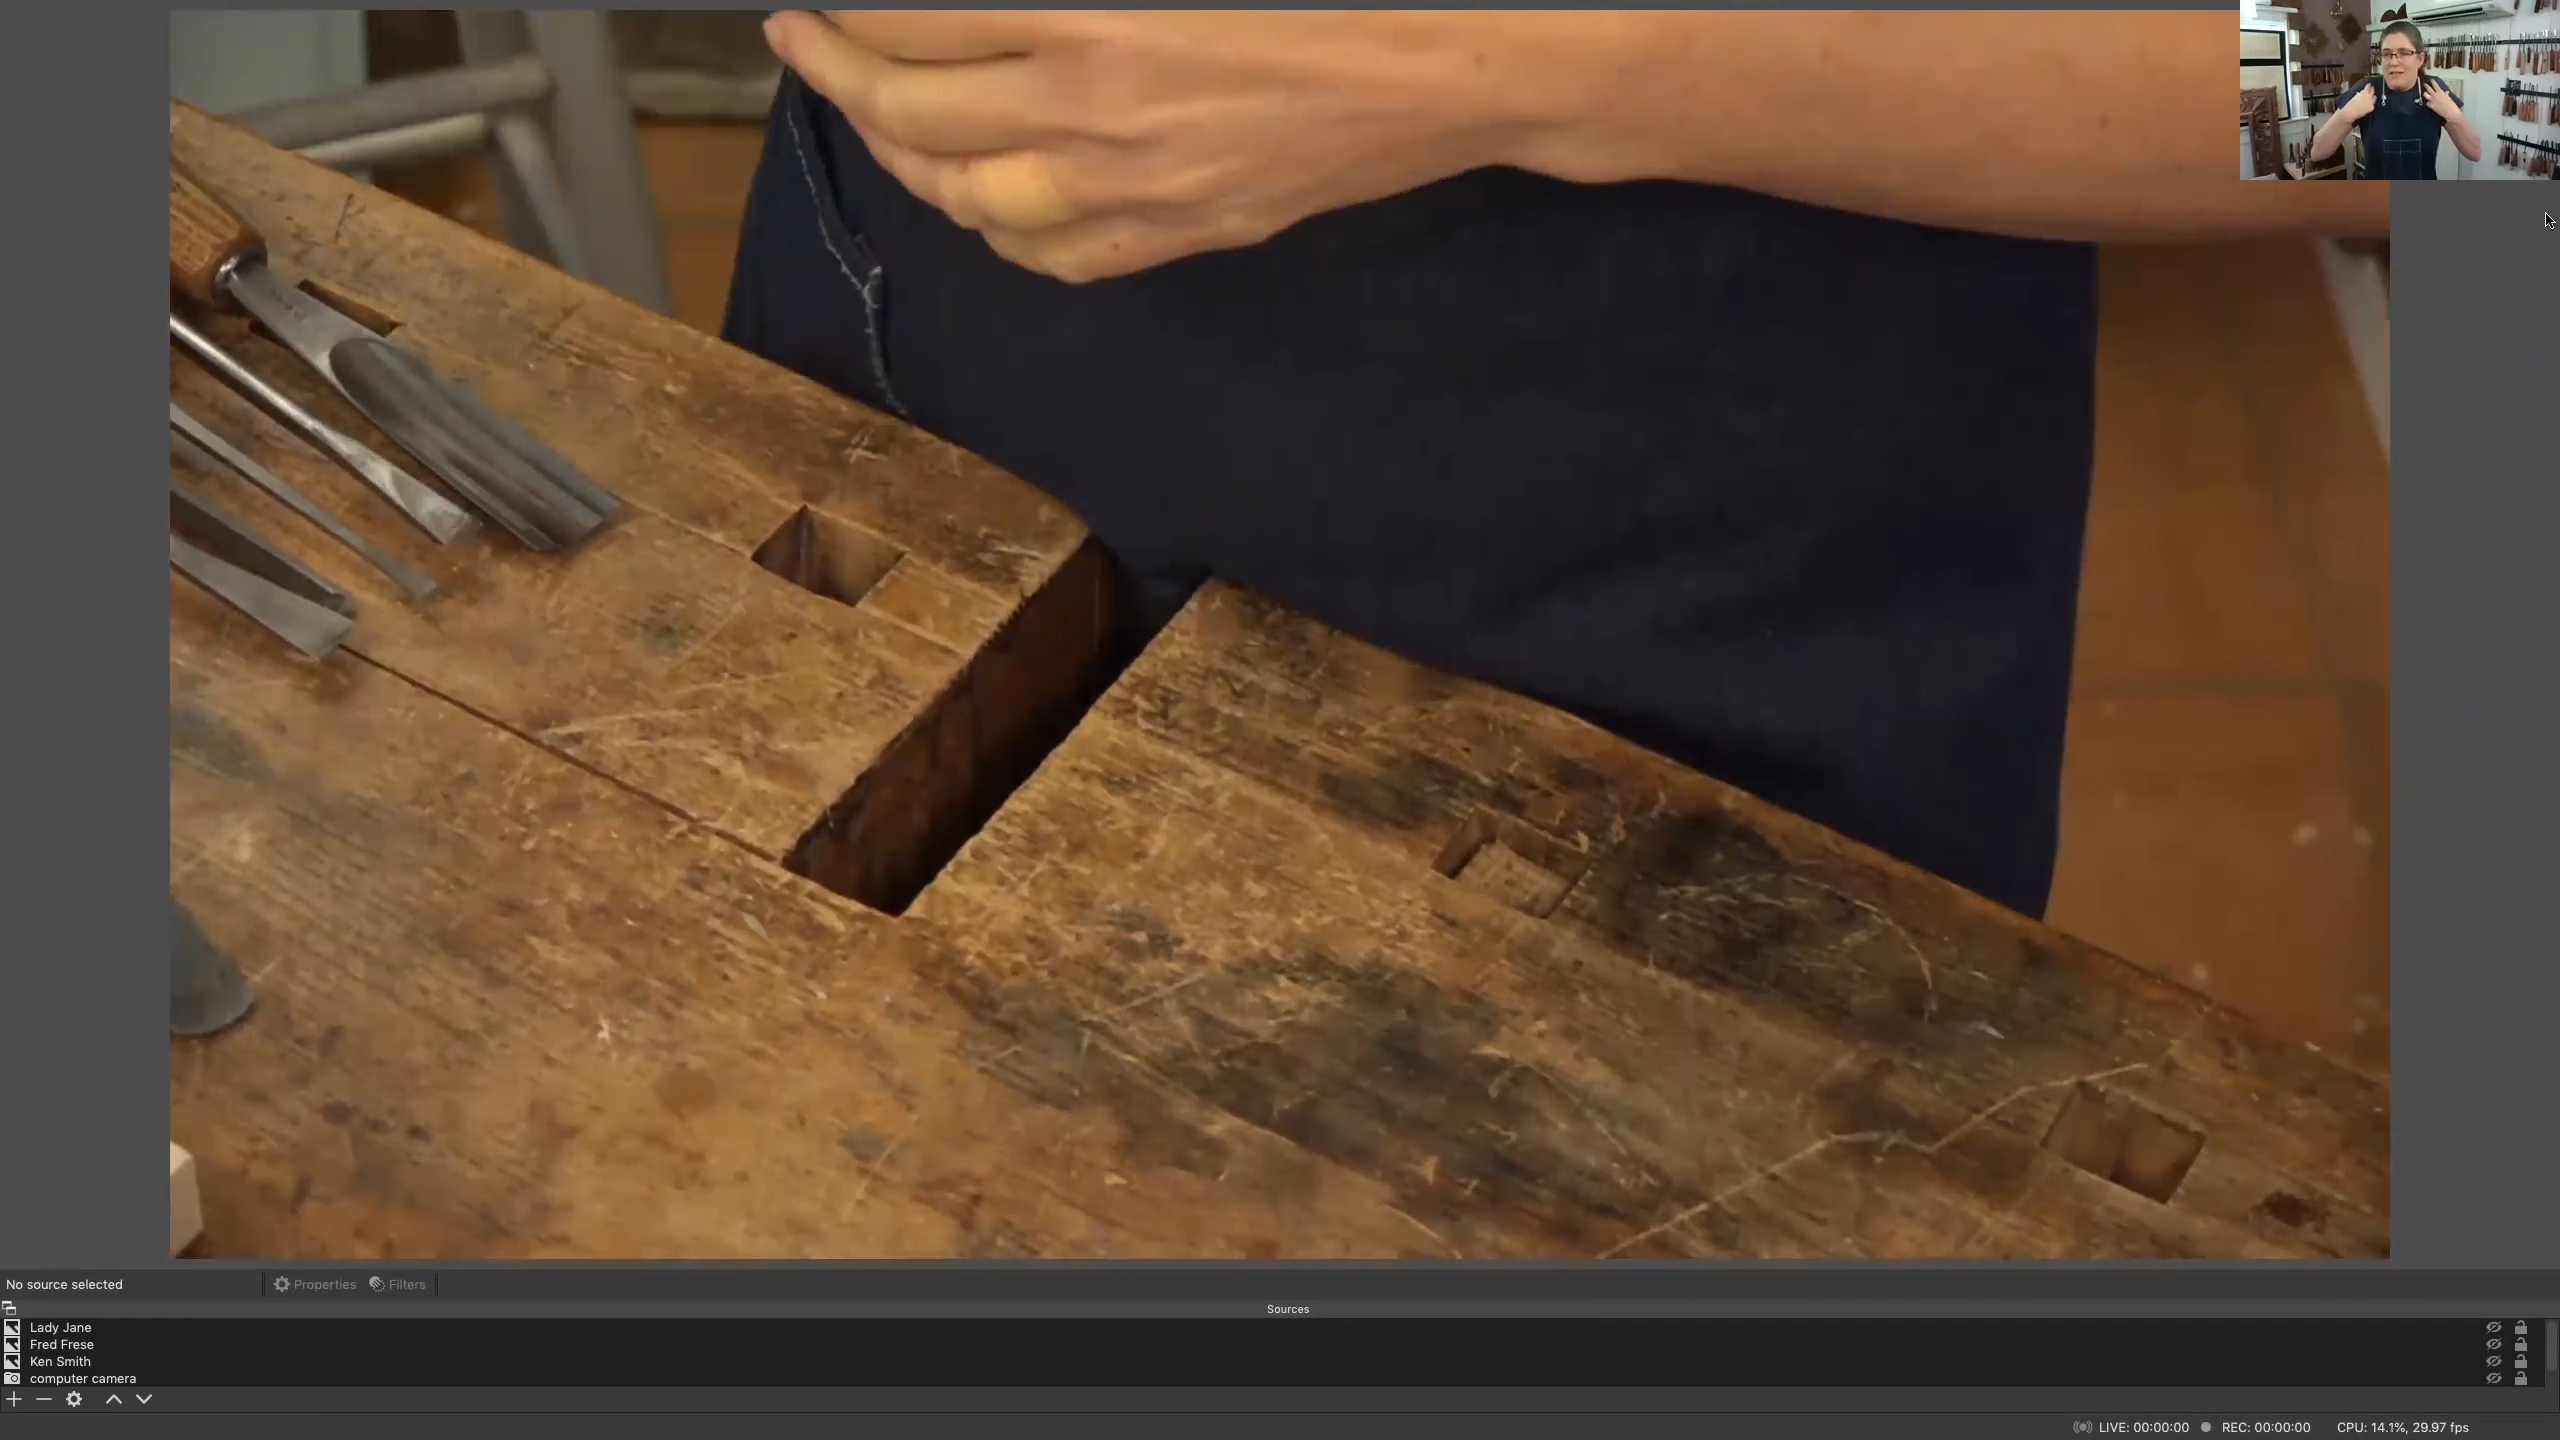 No source selected
Properties
Filters
Sources
Lady Jane
Fred Frese
Ken Smith
computer camera
LIVE: 00:00:00
REC: 00:00:00
CPU: 14.1%, 29.97 fps